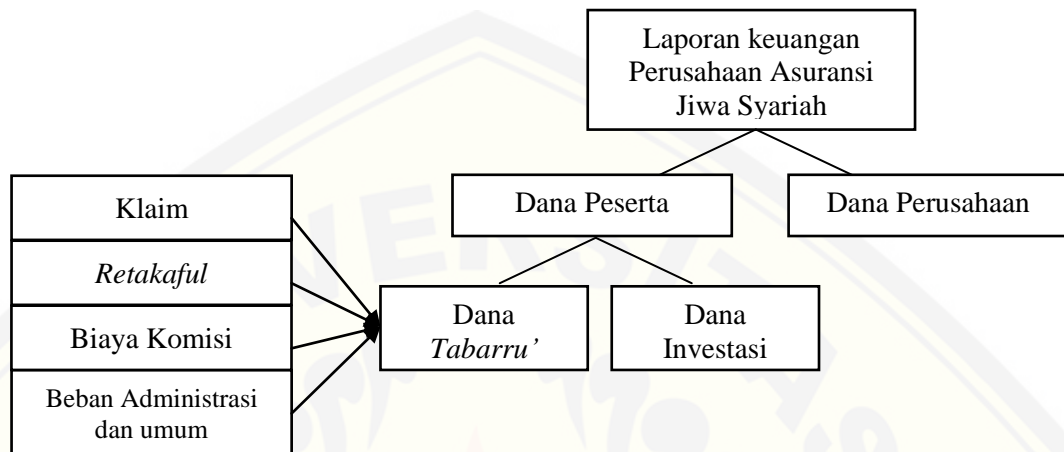 Laporan keuangan
Perusahaan Asuransi
Jiwa Syariah
Klaim
Dana Peserta
Dana Perusahaan
Retakaful
Dana
Tabarru’
Dana
Investasi
Biaya Komisi
Beban Administrasi
dan umum